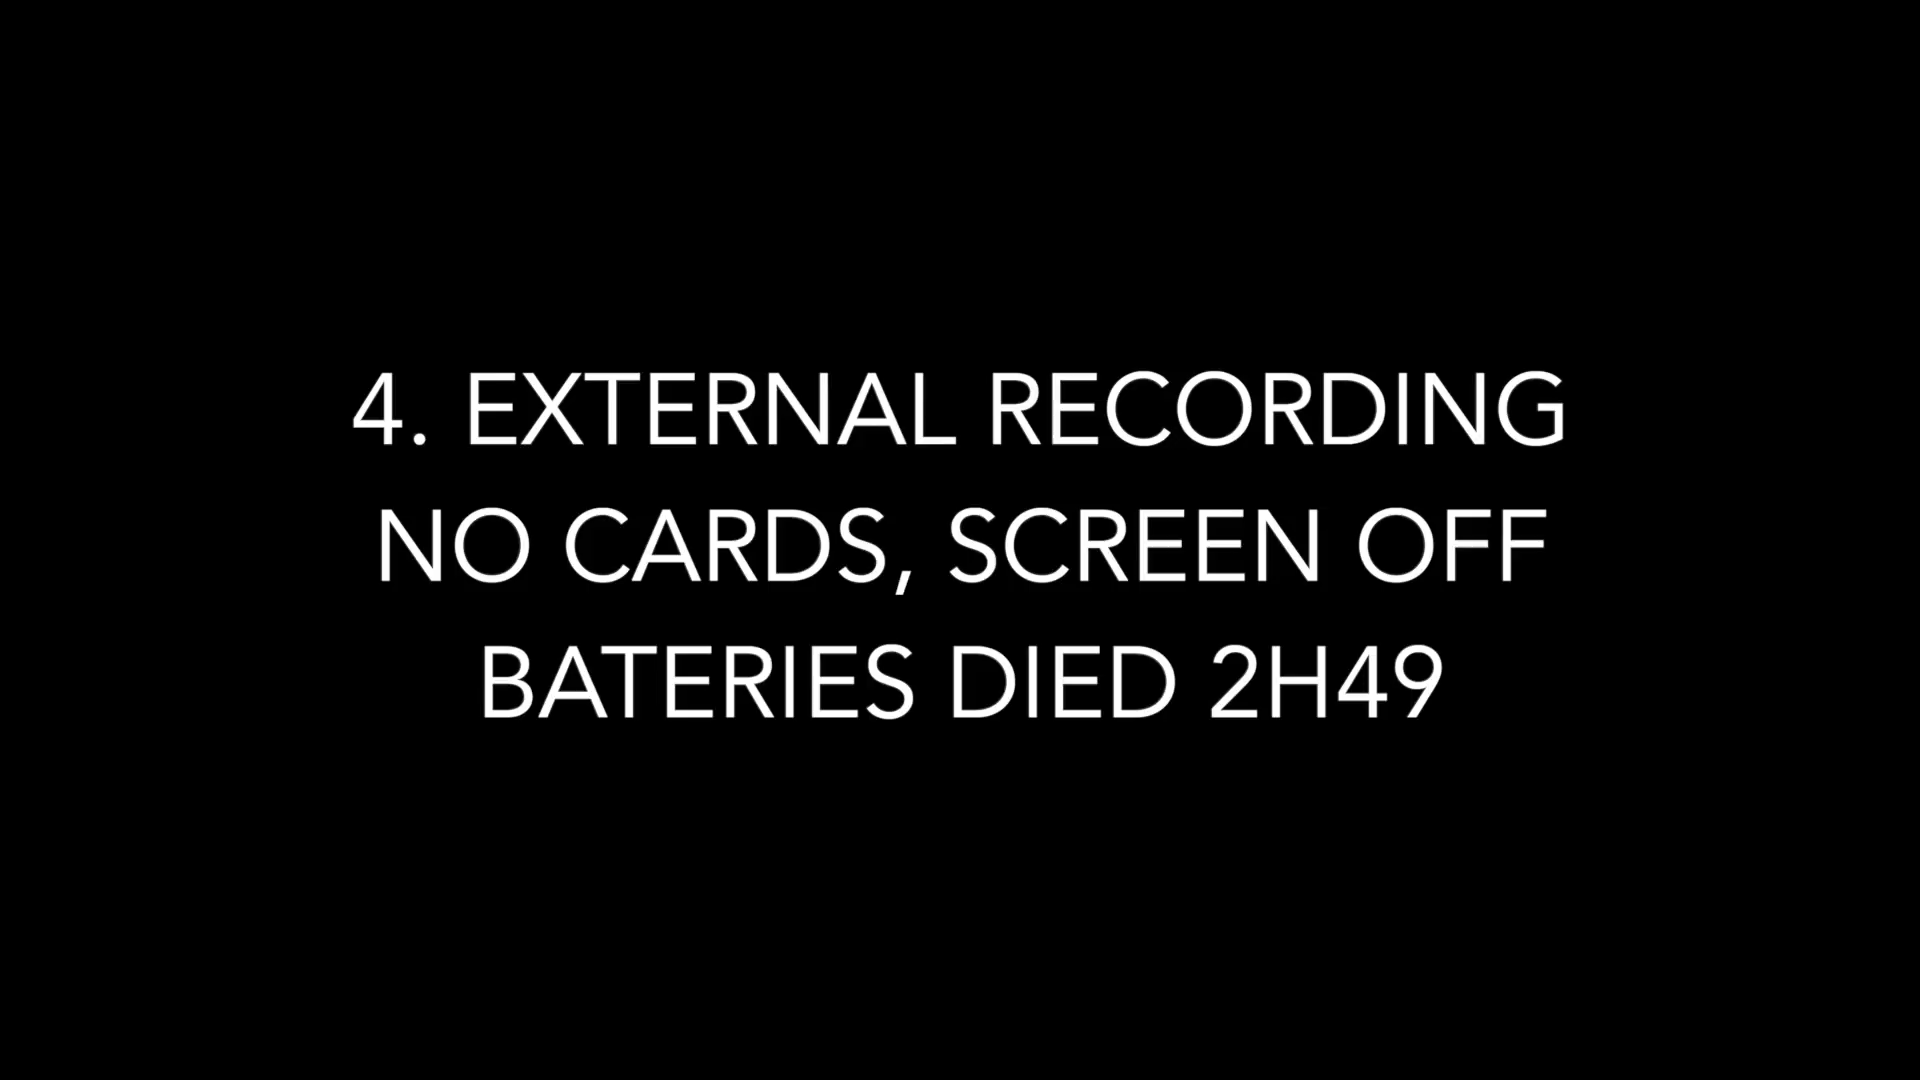 4. EXTERNAL RECORDING
NO CARDS, SCREEN OFF
BATERIES DIED 2H49